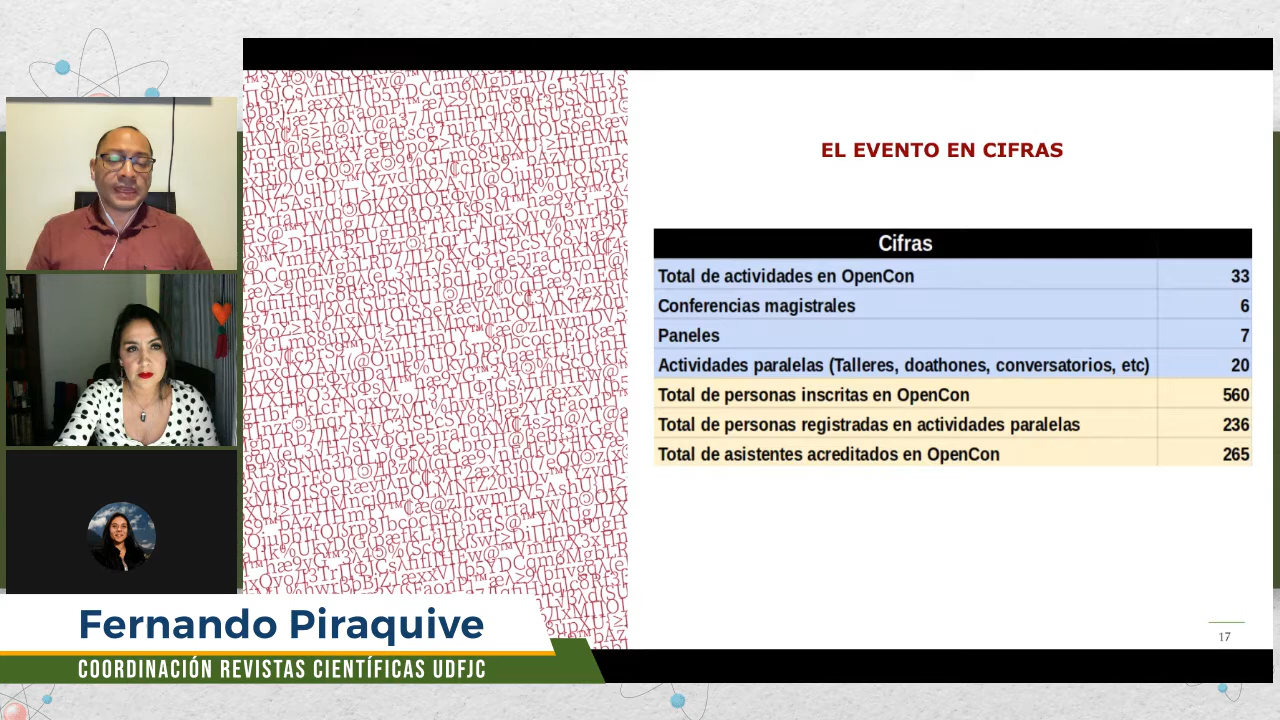 EL EVENTO EN CIFRAS
Cifras
Total de actividades en OpenCon 33
Conferencias magistrales 6
Paneles 7
Actividades paralelas (Talleres, doathones, conversatorios, etc) 20
Total de personas inscritas en OpenCon 560
Total de personas registradas en actividades paralelas 236
Total de asistentes acreditados en OpenCon 265
17
Fernando Piraquive
COORDINACIÓN REVISTAS CIENTÍFICAS UDFJC